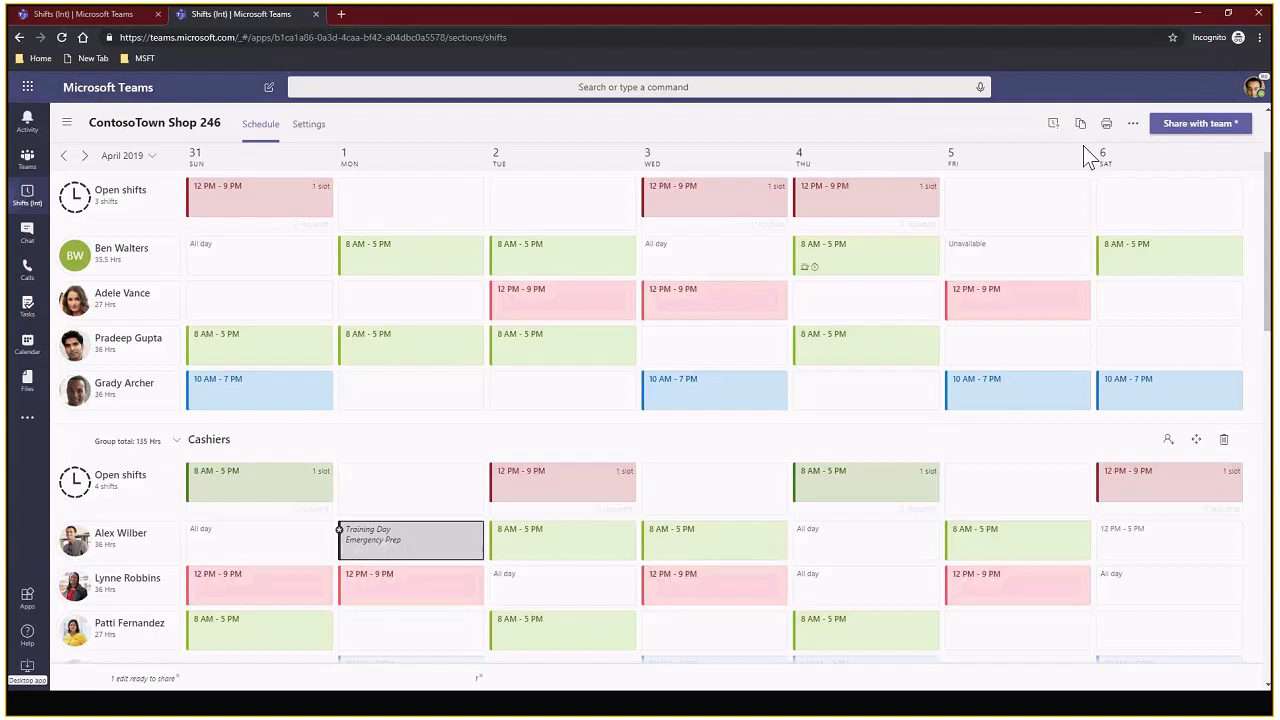 Shifts (Int) | Microsoft Teams
Shifts (Int) | Microsoft Teams
https://teams.microsoft.com/_#/apps/b1ca1a86-0a3d-4caa-bf42-a04dbc0a5578/sections/shifts
Incognito
Home
New Tab
MSFT
Microsoft Teams
Search or type a command
RG
Activity
Teams
Shifts (Int)
Chat
Calls
Tasks
Calendar
Files
Apps
Help
Desktop app
ContosoTown Shop 246
Schedule
Settings
Share with team *
April 2019
31
SUN
1
MON
2
TUE
3
WED
4
THU
5
FRI
6
SAT
Open shifts
3 shifts
12 PM - 9 PM 1 slot
12 PM - 9 PM 1 slot
12 PM - 9 PM 1 slot
BW
Ben Walters
35.5 Hrs
All day
8 AM - 5 PM
8 AM - 5 PM
All day
8 AM - 5 PM
Unavailable
8 AM - 5 PM
Adele Vance
27 Hrs
12 PM - 9 PM
12 PM - 9 PM
12 PM - 9 PM
Pradeep Gupta
36 Hrs
8 AM - 5 PM
8 AM - 5 PM
8 AM - 5 PM
8 AM - 5 PM
Grady Archer
36 Hrs
10 AM - 7 PM
10 AM - 7 PM
10 AM - 7 PM
10 AM - 7 PM
Group total: 135 Hrs
Cashiers
Open shifts
4 shifts
8 AM - 5 PM 1 slot
12 PM - 9 PM 1 slot
8 AM - 5 PM 1 slot
12 PM - 9 PM 1 slot
Alex Wilber
36 Hrs
All day
Training Day
Emergency Prep
8 AM - 5 PM
8 AM - 5 PM
All day
8 AM - 5 PM
12 PM - 5 PM
Lynne Robbins
36 Hrs
12 PM - 9 PM
12 PM - 9 PM
All day
12 PM - 9 PM
All day
12 PM - 9 PM
All day
Patti Fernandez
27 Hrs
8 AM - 5 PM
8 AM - 5 PM
8 AM - 5 PM
1 edit ready to share*
1*